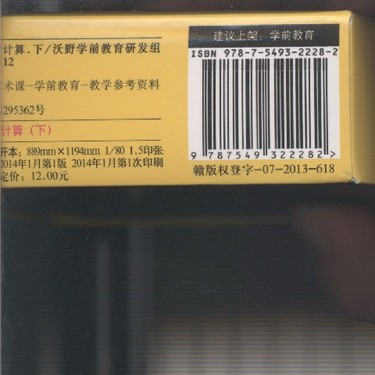 计算.下/沃野学前教育研发组
.12
术课-学前教育-教学参考资料
4295362号
计算（下）
开本：889mm×1194mm 1/80 1.5印张
2014年1月第1版 2014年1月第1次印刷
定价：12.00元
建议上架：学前教育
ISBN 978-7-5493-2228-2
9 787549 322282 >
赣版权登字-07-2013-618